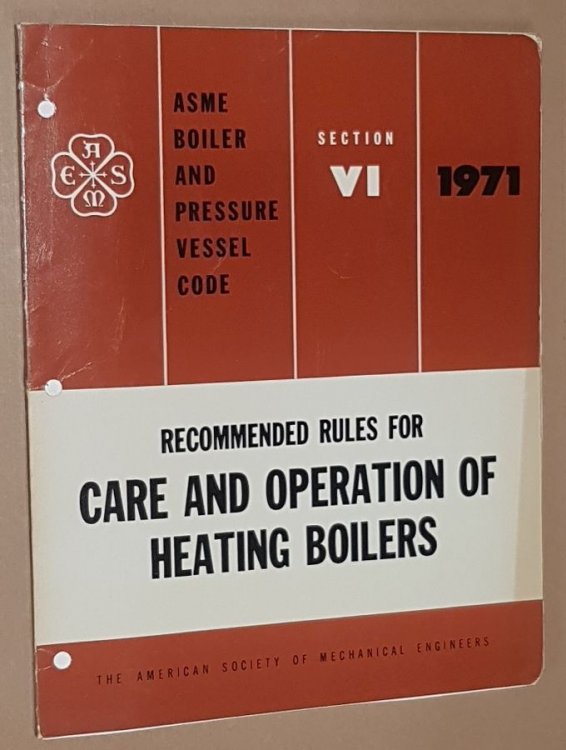 ASME
BOILER
AND
PRESSURE
VESSEL
CODE
SECTION
VI
1971
A
E S
M
RECOMMENDED RULES FOR
CARE AND OPERATION OF
HEATING BOILERS
THE AMERICAN SOCIETY OF MECHANICAL ENGINEERS